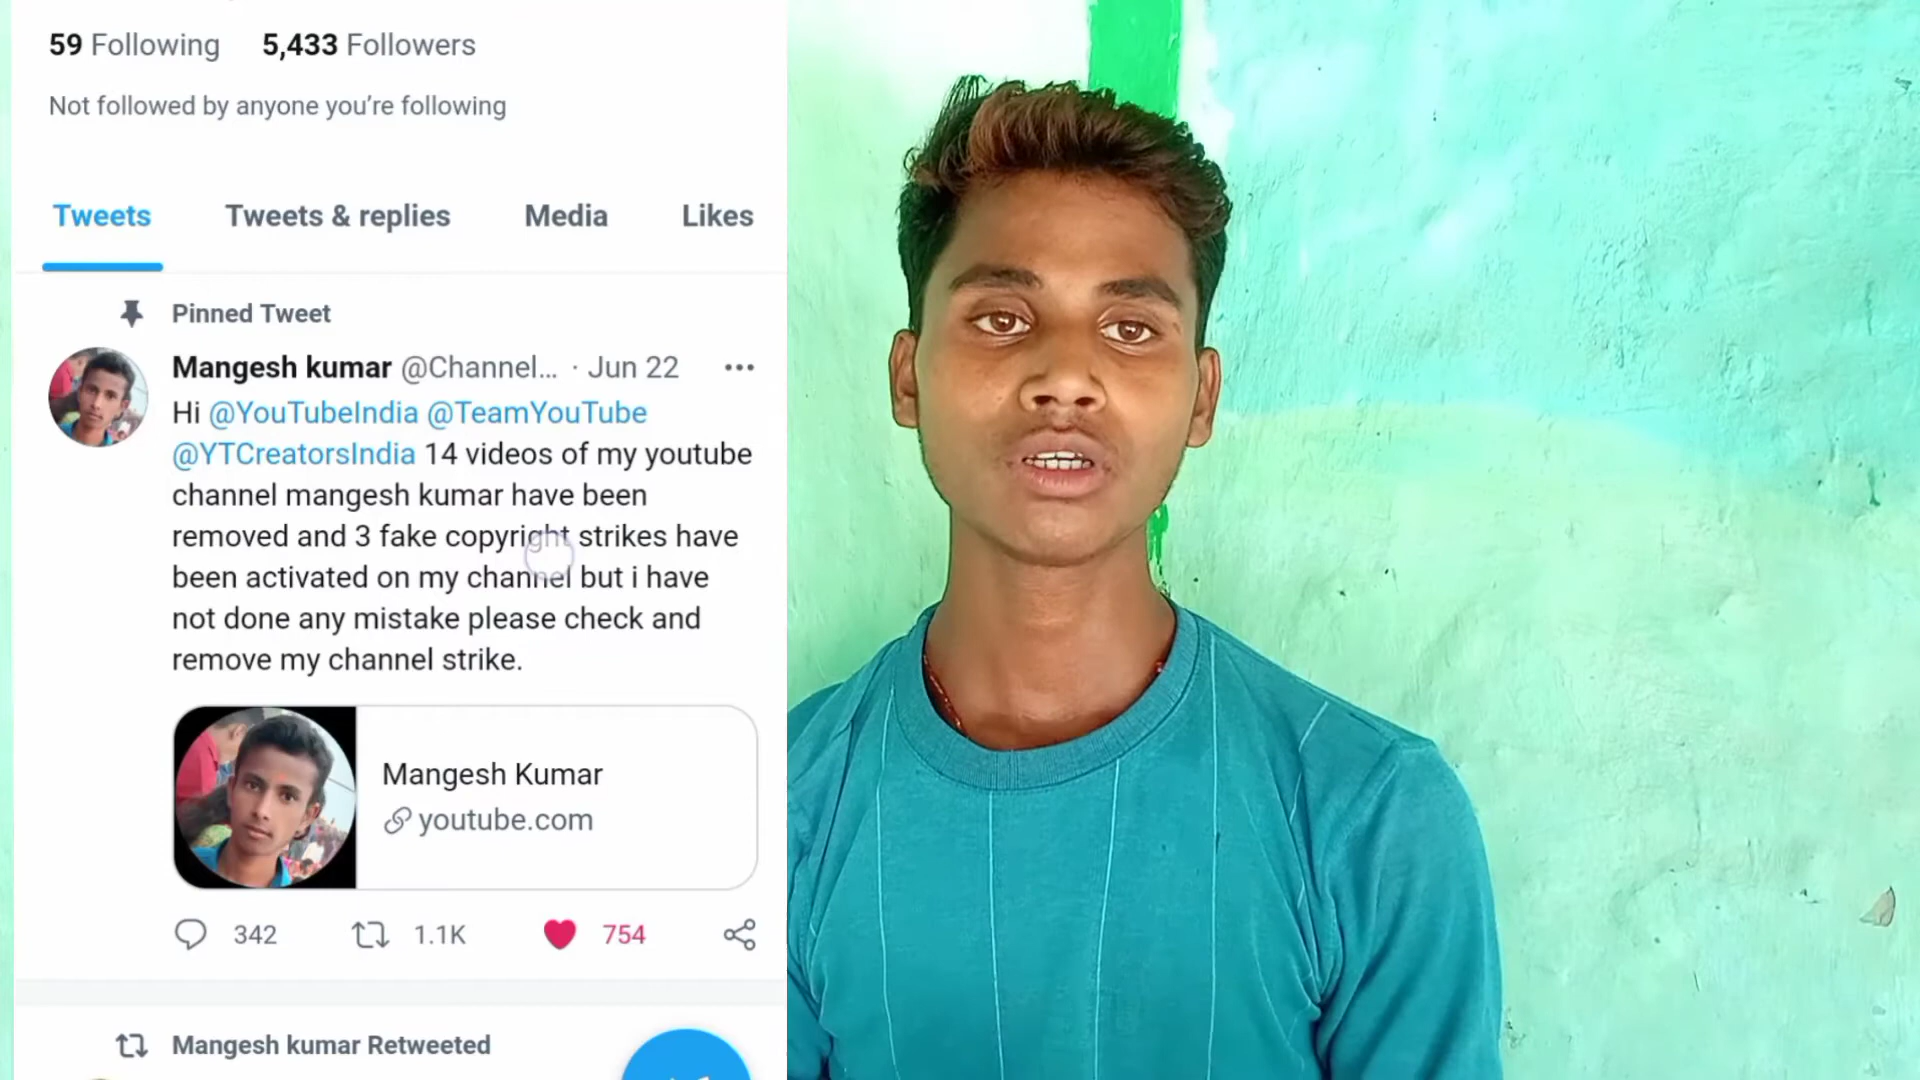 59 Following 5,433 Followers
Not followed by anyone you’re following
Tweets Tweets & replies Media Likes
Pinned Tweet
Mangesh kumar @Channel... · Jun 22
Hi @YouTubeIndia @TeamYouTube
@YTCreatorsIndia 14 videos of my youtube
channel mangesh kumar have been
removed and 3 fake copyright strikes have
been activated on my channel but i have
not done any mistake please check and
remove my channel strike.
Mangesh Kumar
youtube.com
342 1.1K 754
Mangesh kumar Retweeted